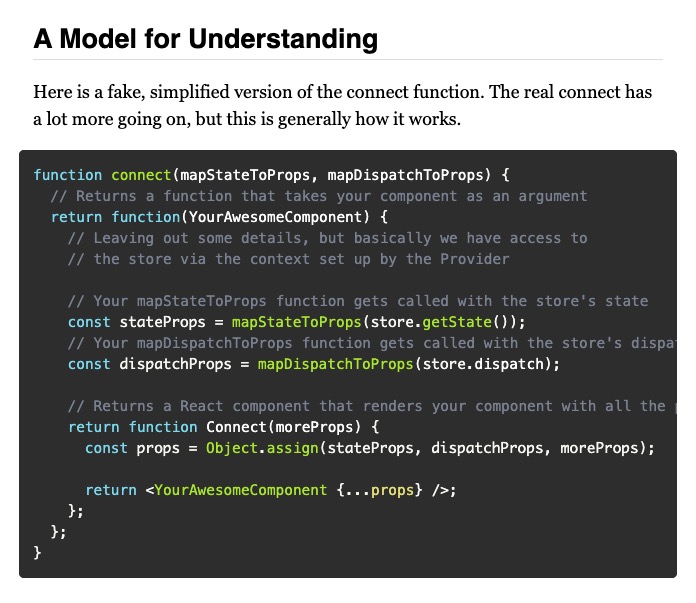 A Model for Understanding
Here is a fake, simplified version of the connect function. The real connect has
a lot more going on, but this is generally how it works.
function connect(mapStateToProps, mapDispatchToProps) {
  // Returns a function that takes your component as an argument
  return function(YourAwesomeComponent) {
    // Leaving out some details, but basically we have access to
    // the store via the context set up by the Provider

    // Your mapStateToProps function gets called with the store's state
    const stateProps = mapStateToProps(store.getState());
    // Your mapDispatchToProps function gets called with the store's dispa
    const dispatchProps = mapDispatchToProps(store.dispatch);

    // Returns a React component that renders your component with all the
    return function Connect(moreProps) {
      const props = Object.assign(stateProps, dispatchProps, moreProps);

      return <YourAwesomeComponent {...props} />;
    };
  };
}